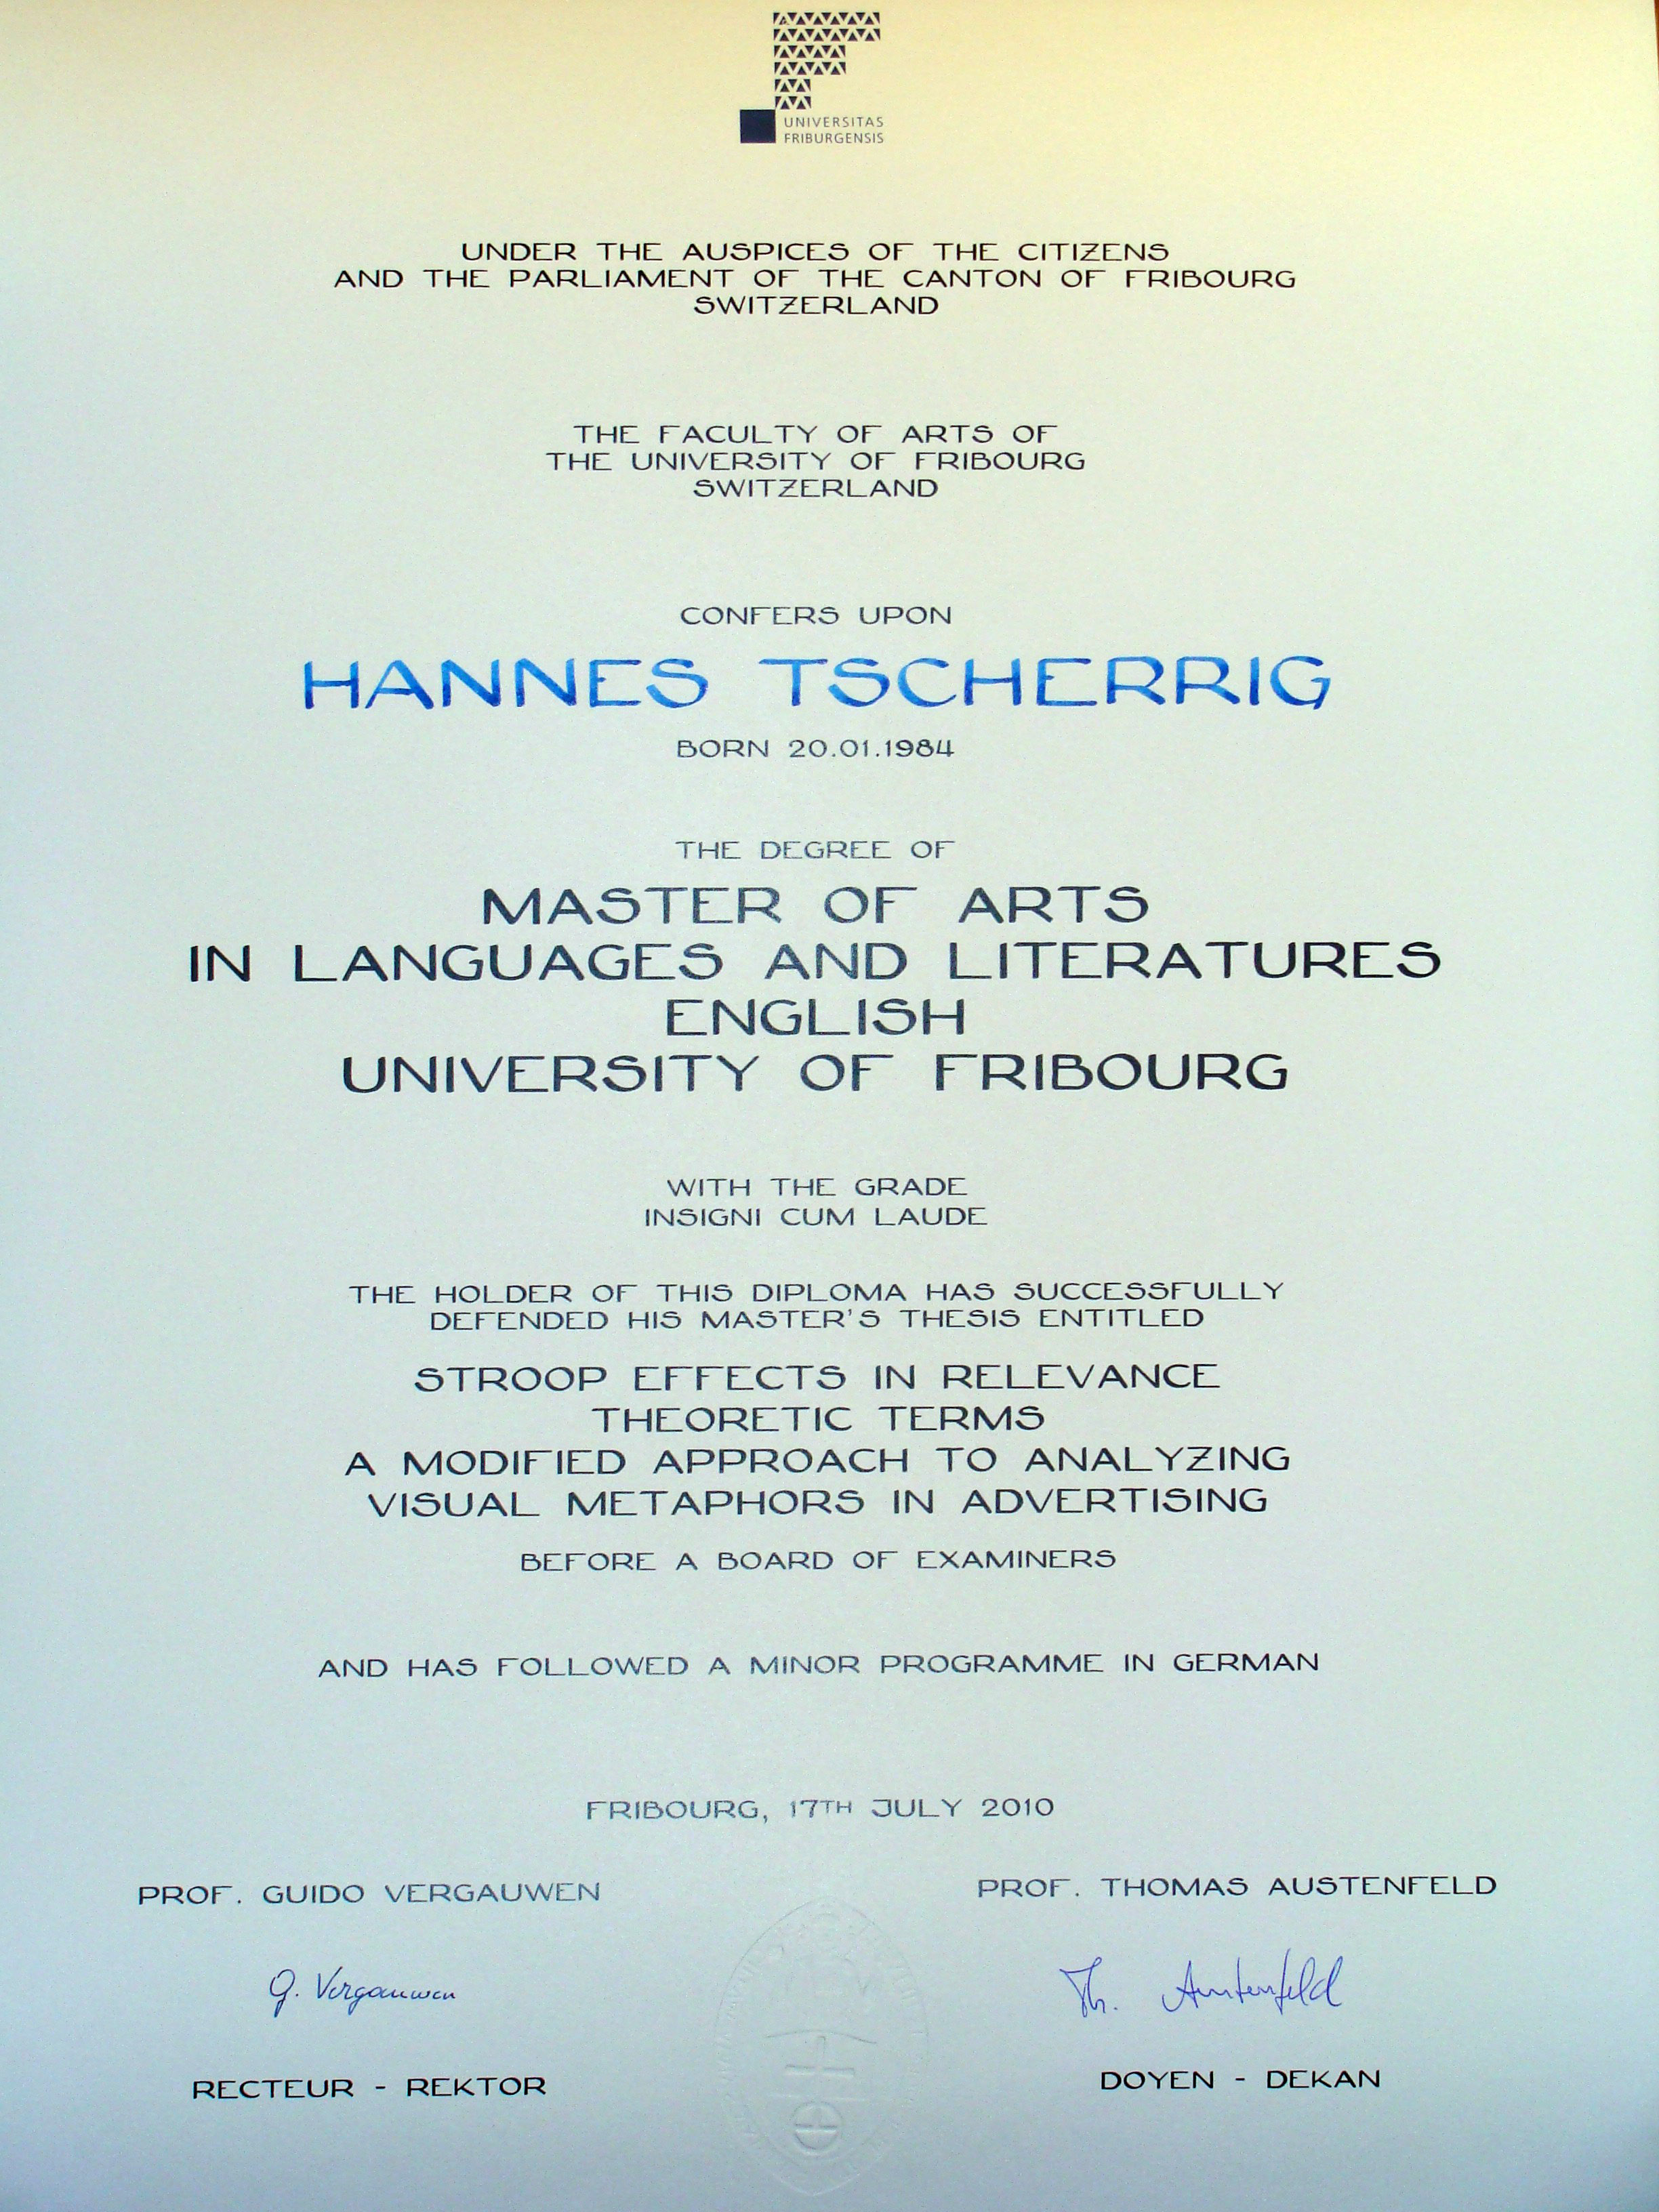 UNIVERSITAS
FRIBURGENSIS
UNDER THE AUSPICES OF THE CITIZENS
AND THE PARLIAMENT OF THE CANTON OF FRIBOURG
SWITZERLAND
THE FACULTY OF ARTS OF
THE UNIVERSITY OF FRIBOURG
SWITZERLAND
CONFERS UPON
HANNES TSCHERRIG
BORN 20.01.1984
THE DEGREE OF
MASTER OF ARTS
IN LANGUAGES AND LITERATURES
ENGLISH
UNIVERSITY OF FRIBOURG
WITH THE GRADE
INSIGNI CUM LAUDE
THE HOLDER OF THIS DIPLOMA HAS SUCCESSFULLY
DEFENDED HIS MASTER'S THESIS ENTITLED
STROOP EFFECTS IN RELEVANCE
THEORETIC TERMS
A MODIFIED APPROACH TO ANALYZING
VISUAL METAPHORS IN ADVERTISING
BEFORE A BOARD OF EXAMINERS
AND HAS FOLLOWED A MINOR PROGRAMME IN GERMAN
FRIBOURG, 17TH JULY 2010
PROF. GUIDO VERGAUWEN
PROF. THOMAS AUSTENFELD
G. Vergauwen
Th. Austenfeld
RECTEUR - REKTOR
DOYEN - DEKAN